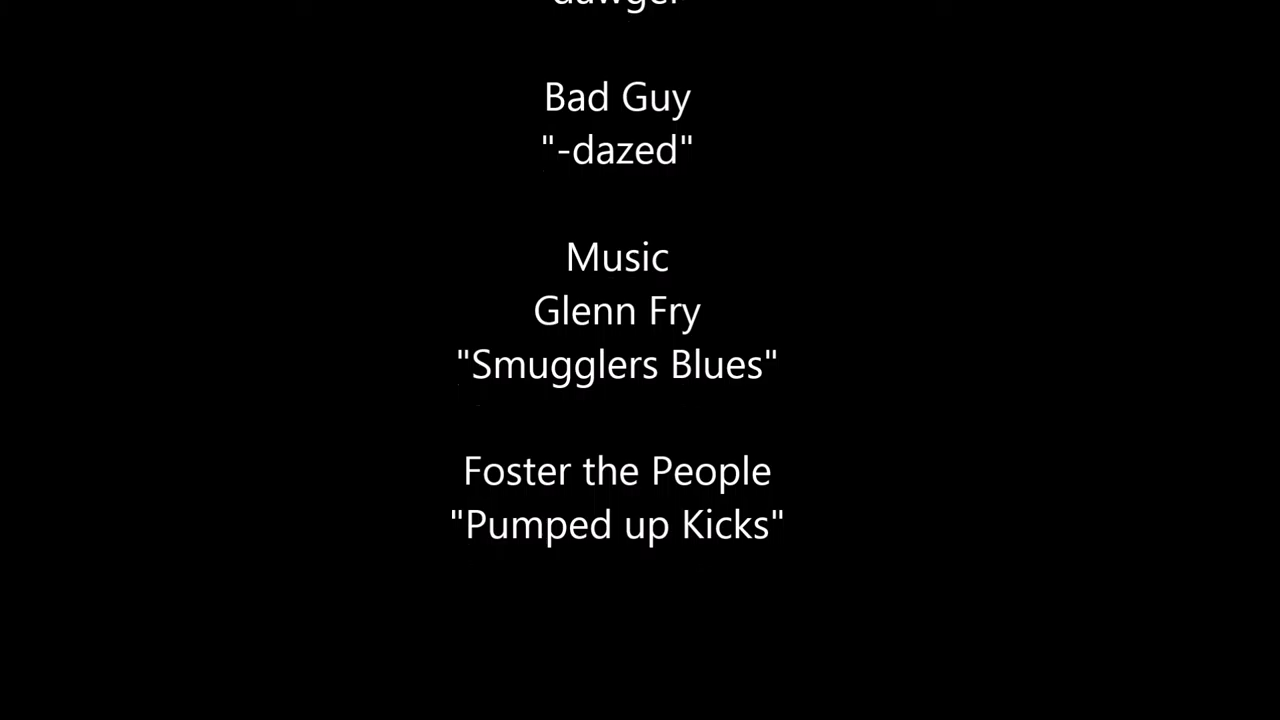 Bad Guy
"-dazed"
Music
Glenn Fry
"Smugglers Blues"
Foster the People
"Pumped up Kicks"